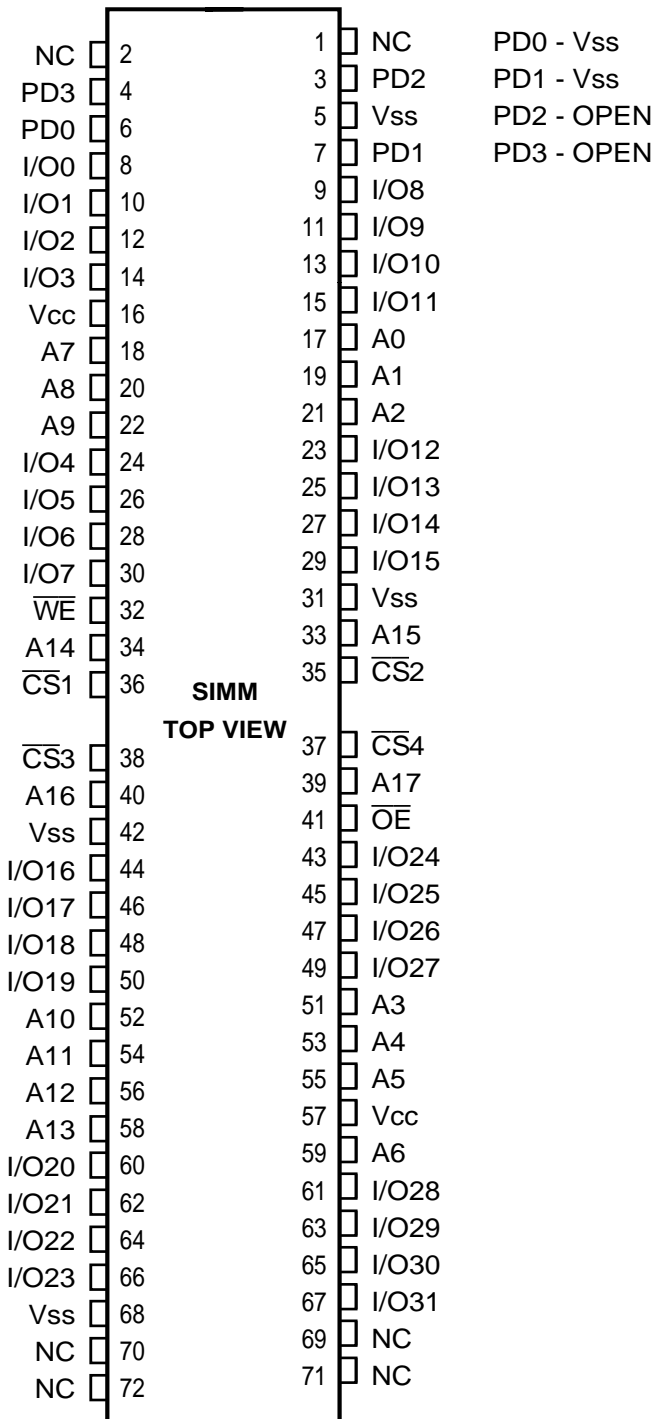 1 NC PD0 - Vss
NC 2
3 PD2 PD1 - Vss
PD3 4
5 Vss PD2 - OPEN
PD0 6
7 PD1 PD3 - OPEN
I/O0 8
9 I/O8
I/O1 10
11 I/O9
I/O2 12
13 I/O10
I/O3 14
15 I/O11
Vcc 16
17 A0
A7 18
19 A1
A8 20
21 A2
A9 22
23 I/O12
I/O4 24
25 I/O13
I/O5 26
27 I/O14
I/O6 28
29 I/O15
I/O7 30
31 Vss
W̅E̅ 32
33 A15
A14 34
35 C̅S̅2
C̅S̅1 36
SIMM
TOP VIEW
37 C̅S̅4
C̅S̅3 38
39 A17
A16 40
41 O̅E̅
Vss 42
43 I/O24
I/O16 44
45 I/O25
I/O17 46
47 I/O26
I/O18 48
49 I/O27
I/O19 50
51 A3
A10 52
53 A4
A11 54
55 A5
A12 56
57 Vcc
A13 58
59 A6
I/O20 60
61 I/O28
I/O21 62
63 I/O29
I/O22 64
65 I/O30
I/O23 66
67 I/O31
Vss 68
69 NC
NC 70
71 NC
NC 72